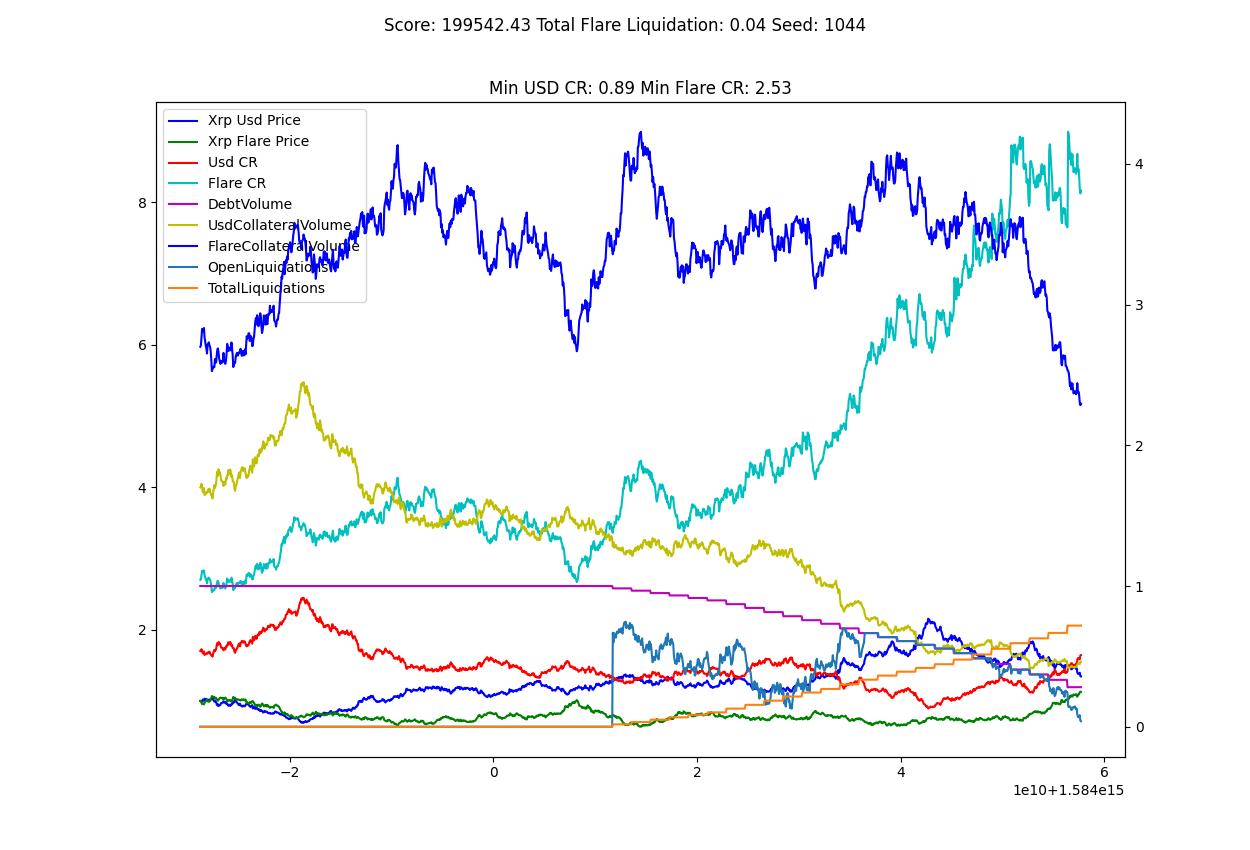 Score: 199542.43 Total Flare Liquidation: 0.04 Seed: 1044
Min USD CR: 0.89 Min Flare CR: 2.53
Xrp Usd Price
Xrp Flare Price
Usd CR
Flare CR
DebtVolume
UsdCollateralVolume
FlareCollateralVolume
OpenLiquidations
TotalLiquidations
8
6
4
2
4
3
2
1
0
−2
0
2
4
6
1e10+1.584e15